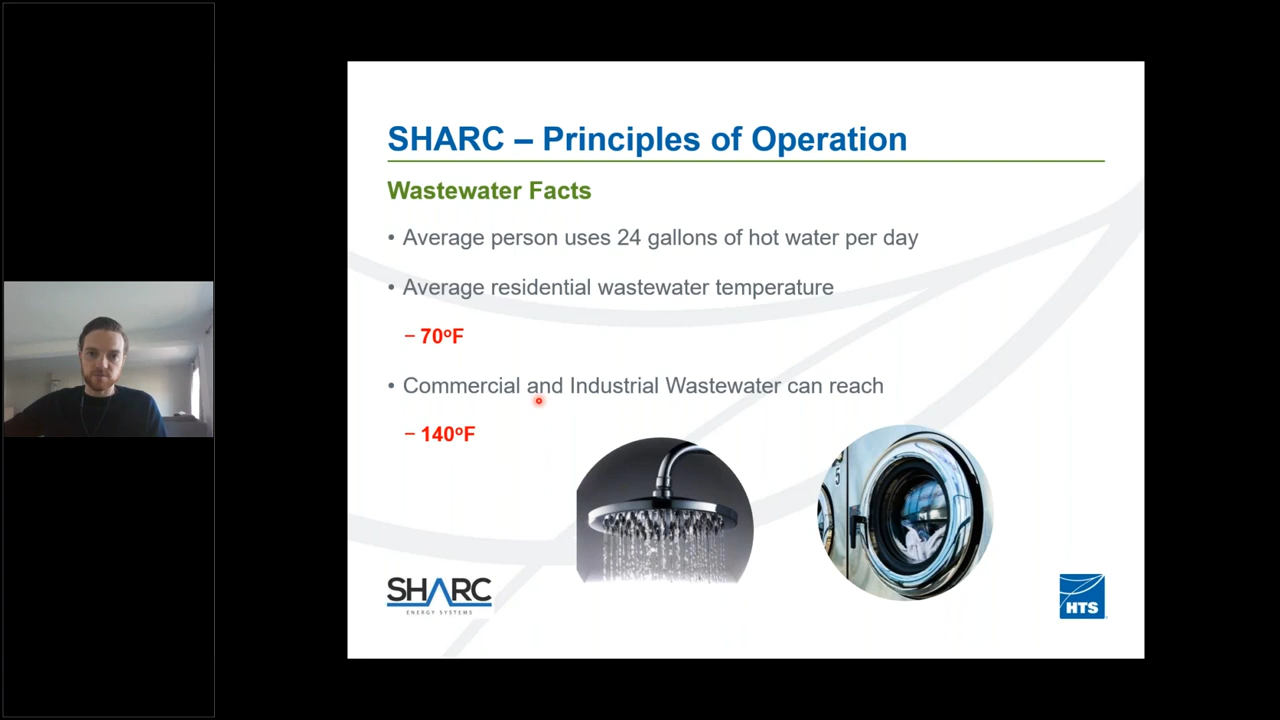 SHARC – Principles of Operation
Wastewater Facts
• Average person uses 24 gallons of hot water per day
• Average residential wastewater temperature
– 70ºF
• Commercial and Industrial Wastewater can reach
– 140ºF
5
SHARC
ENERGY SYSTEMS
HTS